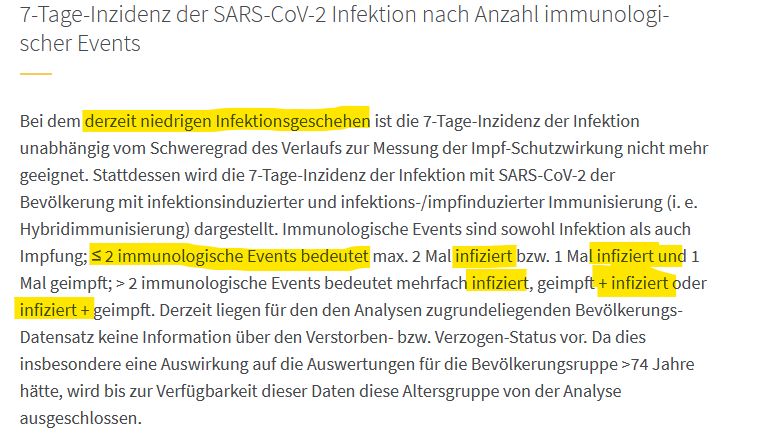 7-Tage-Inzidenz der SARS-CoV-2 Infektion nach Anzahl immunologi-
scher Events
Bei dem derzeit niedrigen Infektionsgeschehen ist die 7-Tage-Inzidenz der Infektion
unabhängig vom Schweregrad des Verlaufs zur Messung der Impf-Schutzwirkung nicht mehr
geeignet. Stattdessen wird die 7-Tage-Inzidenz der Infektion mit SARS-CoV-2 der
Bevölkerung mit infektionsinduzierter und infektions-/impfinduzierter Immunisierung (i. e.
Hybridimmunisierung) dargestellt. Immunologische Events sind sowohl Infektion als auch
Impfung; ≤ 2 immunologische Events bedeutet max. 2 Mal infiziert bzw. 1 Mal infiziert und 1
Mal geimpft; > 2 immunologische Events bedeutet mehrfach infiziert, geimpft + infiziert oder
infiziert + geimpft. Derzeit liegen für den den Analysen zugrundeliegenden Bevölkerungs-
Datensatz keine Information über den Verstorben- bzw. Verzogen-Status vor. Da dies
insbesondere eine Auswirkung auf die Auswertungen für die Bevölkerungsruppe >74 Jahre
hätte, wird bis zur Verfügbarkeit dieser Daten diese Altersgruppe von der Analyse
ausgeschlossen.